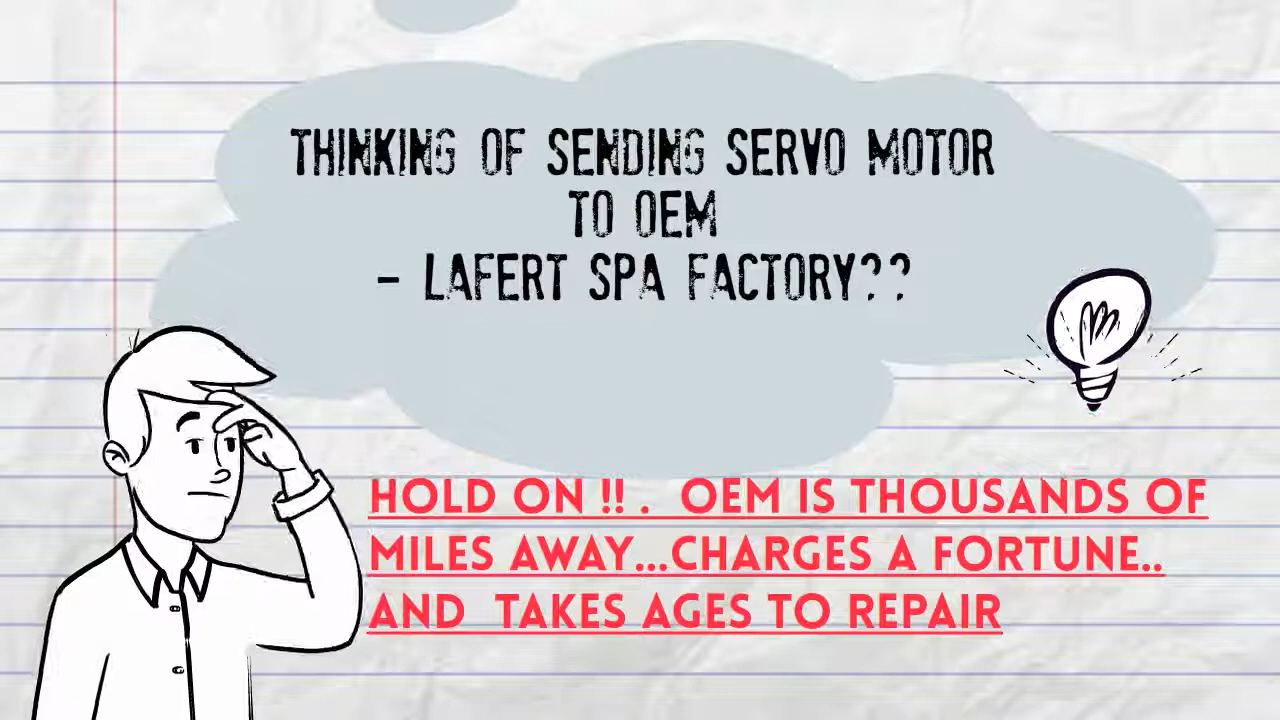 THINKING OF SENDING SERVO MOTOR
TO OEM
- LAFERT SPA FACTORY??
HOLD ON !! . OEM IS THOUSANDS OF
MILES AWAY...CHARGES A FORTUNE..
AND TAKES AGES TO REPAIR